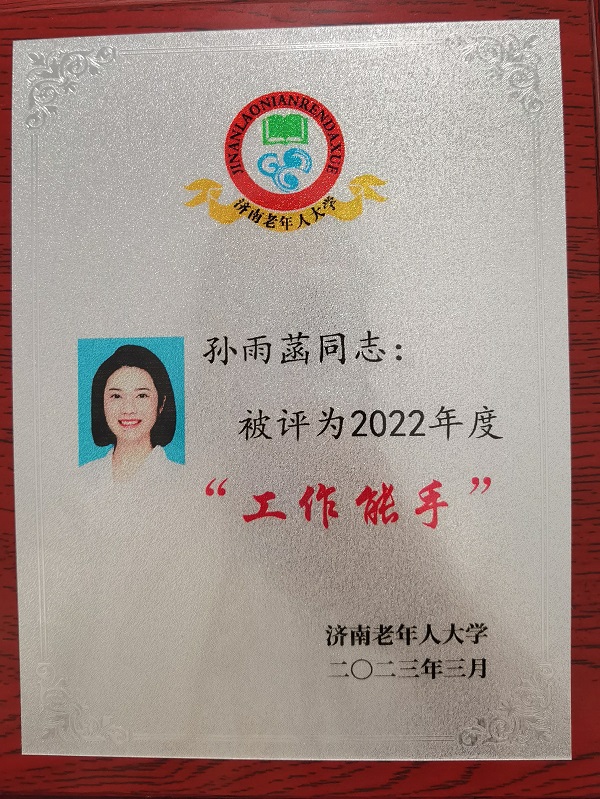 JINANLAONIANRENDAXUE
济南老年人大学
孙雨菡同志：
被评为2022年度
“工作能手”
济南老年人大学
二〇二三年三月